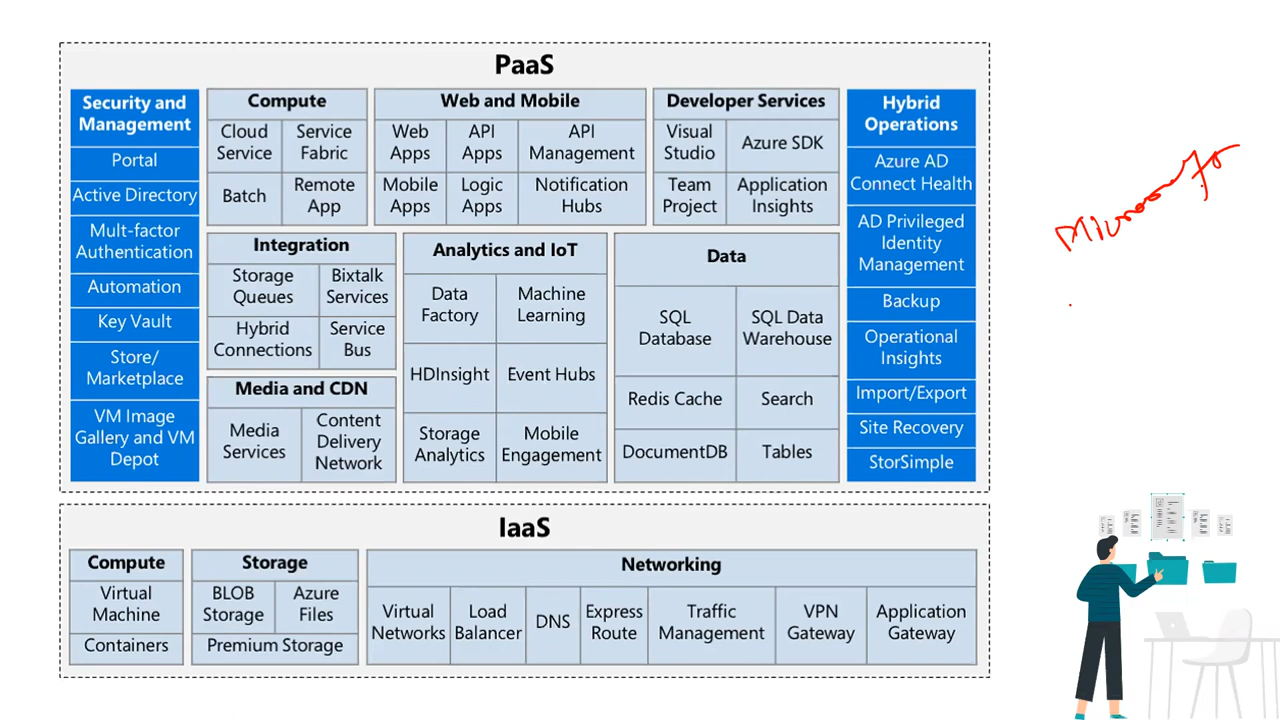 PaaS
Security and
Management
Portal
Active Directory
Mult-factor
Authentication
Automation
Key Vault
Store/
Marketplace
VM Image
Gallery and VM
Depot
Compute
Cloud
Service
Service
Fabric
Batch
Remote
App
Web and Mobile
Web
Apps
API
Apps
API
Management
Mobile
Apps
Logic
Apps
Notification
Hubs
Developer Services
Visual
Studio
Azure SDK
Team
Project
Application
Insights
Integration
Storage
Queues
Bixtalk
Services
Hybrid
Connections
Service
Bus
Media and CDN
Media
Services
Content
Delivery
Network
Analytics and IoT
Data
Factory
Machine
Learning
HDInsight
Event Hubs
Storage
Analytics
Mobile
Engagement
Data
SQL
Database
SQL Data
Warehouse
Redis Cache
Search
DocumentDB
Tables
Hybrid
Operations
Azure AD
Connect Health
AD Privileged
Identity
Management
Backup
Operational
Insights
Import/Export
Site Recovery
StorSimple
IaaS
Compute
Virtual
Machine
Containers
Storage
BLOB
Storage
Azure
Files
Premium Storage
Networking
Virtual
Networks
Load
Balancer
DNS
Express
Route
Traffic
Management
VPN
Gateway
Application
Gateway